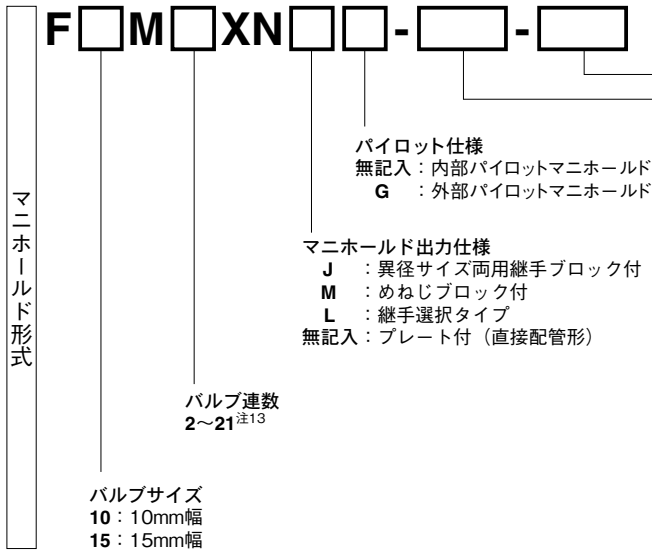 F□M□XN□□-□-□
パイロット仕様
無記入：内部パイロットマニホールド
G ：外部パイロットマニホールド
マニホールド出力仕様
J ：異径サイズ両用継手ブロック付
M ：めねじブロック付
L ：継手選択タイプ
無記入：プレート付（直接配管形）
バルブ連数
2〜21注13
バルブサイズ
10：10mm幅
15：15mm幅
マニホールド形式